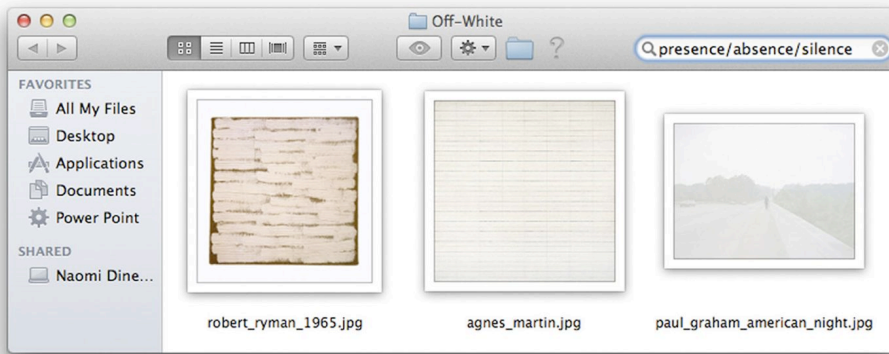 Off-White
presence/absence/silence
FAVORITES
All My Files
Desktop
Applications
Documents
Power Point
SHARED
Naomi Dine...
robert_ryman_1965.jpg
agnes_martin.jpg
paul_graham_american_night.jpg